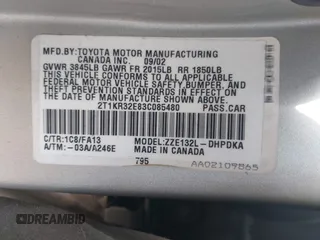 MFD.BY:TOYOTA MOTOR MANUFACTURING
CANADA INC. 09/02
GVWR 3845LB GAWR FR 2015LB RR 1850LB
THIS VEHICLE CONFORMS TO ALL APPLICABLE
FEDERAL MOTOR VEHICLE SAFETY,
BUMPER, AND THEFT PREVENTION STANDARDS
IN EFFECT ON THE DATE OF
MANUFACTURE SHOWN ABOVE.
2T1KR32E83C085480 PASS.CAR
C/TR:1C8/FA13 MODEL:ZZE132L-DHPDKA
A/TM:-03A/A246E MADE IN CANADA
795
AA02109865
DREAMBID